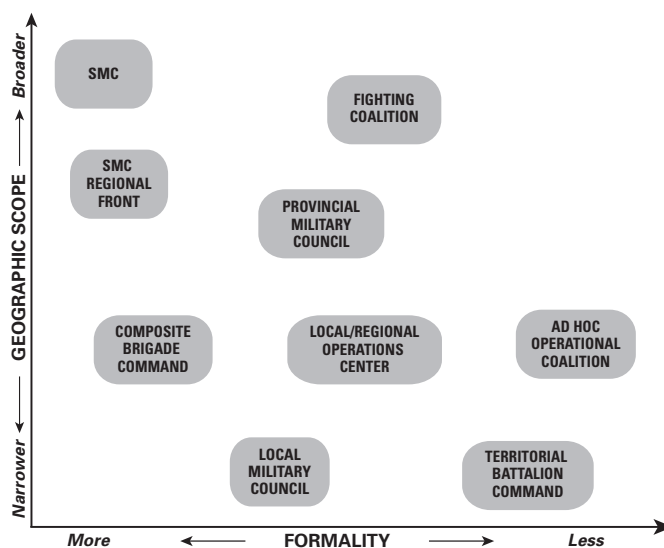 Broader
GEOGRAPHIC SCOPE
Narrower
SMC
FIGHTING
COALITION
SMC
REGIONAL
FRONT
PROVINCIAL
MILITARY
COUNCIL
COMPOSITE
BRIGADE
COMMAND
LOCAL/REGIONAL
OPERATIONS
CENTER
AD HOC
OPERATIONAL
COALITION
LOCAL
MILITARY
COUNCIL
TERRITORIAL
BATTALION
COMMAND
More
FORMALITY
Less